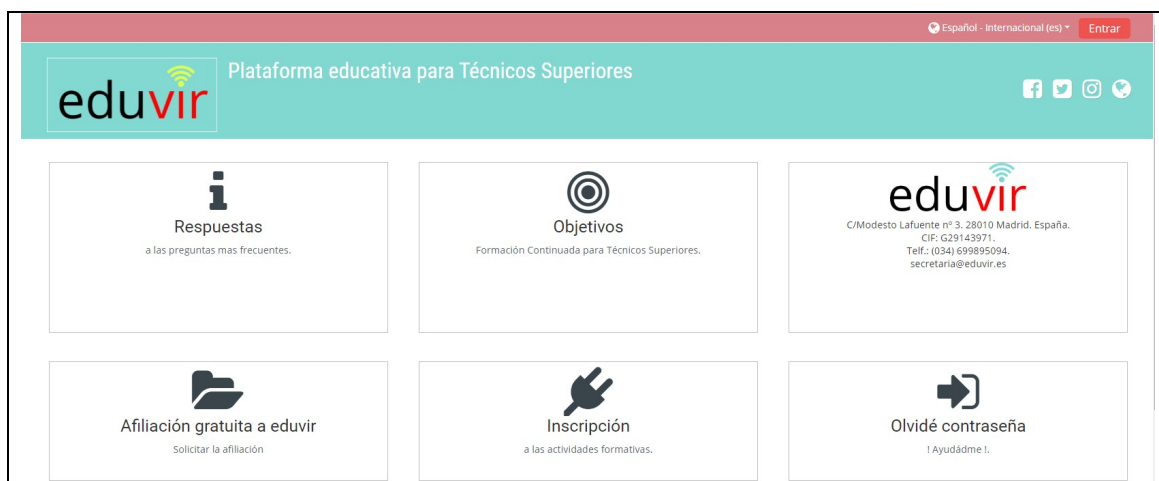 Español - Internacional (es)
Entrar
eduvir
Plataforma educativa para Técnicos Superiores
Respuestas
a las preguntas mas frecuentes.
Objetivos
Formación Continuada para Técnicos Superiores.
eduvir
C/Modesto Lafuente nº 3. 28010 Madrid. España.
CIF: G29143971.
Telf.: (034) 699895094.
secretaria@eduvir.es
Afiliación gratuita a eduvir
Solicitar la afiliación
Inscripción
a las actividades formativas.
Olvidé contraseña
! Ayudádme !.